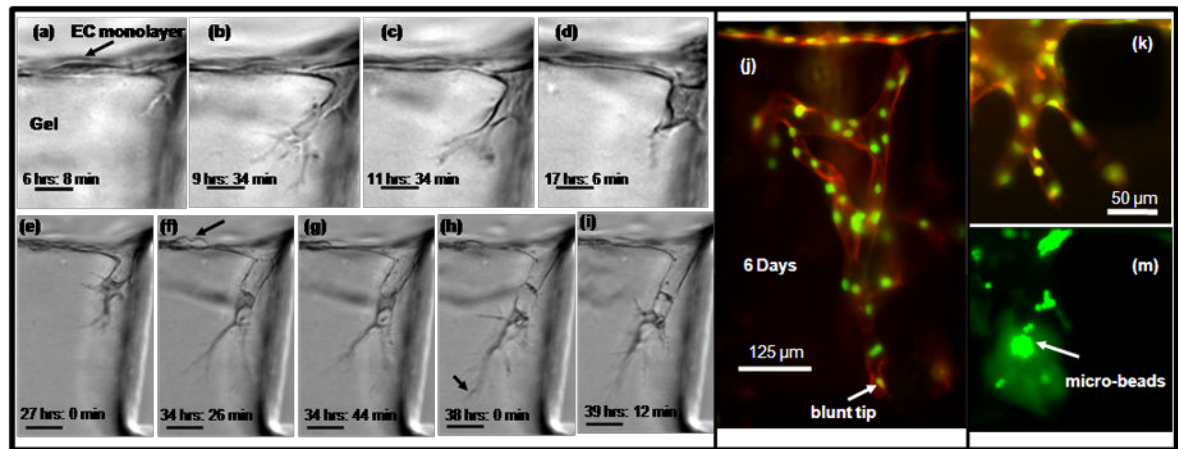 (a) EC monolayer
Gel
6 hrs: 8 min
(b)
9 hrs: 34 min
(c)
11 hrs: 34 min
(d)
17 hrs: 6 min
(e)
27 hrs: 0 min
(f)
34 hrs: 26 min
(g)
34 hrs: 44 min
(h)
38 hrs: 0 min
(i)
39 hrs: 12 min
(j)
6 Days
125 µm
blunt tip
(k)
50 µm
(m)
micro-beads